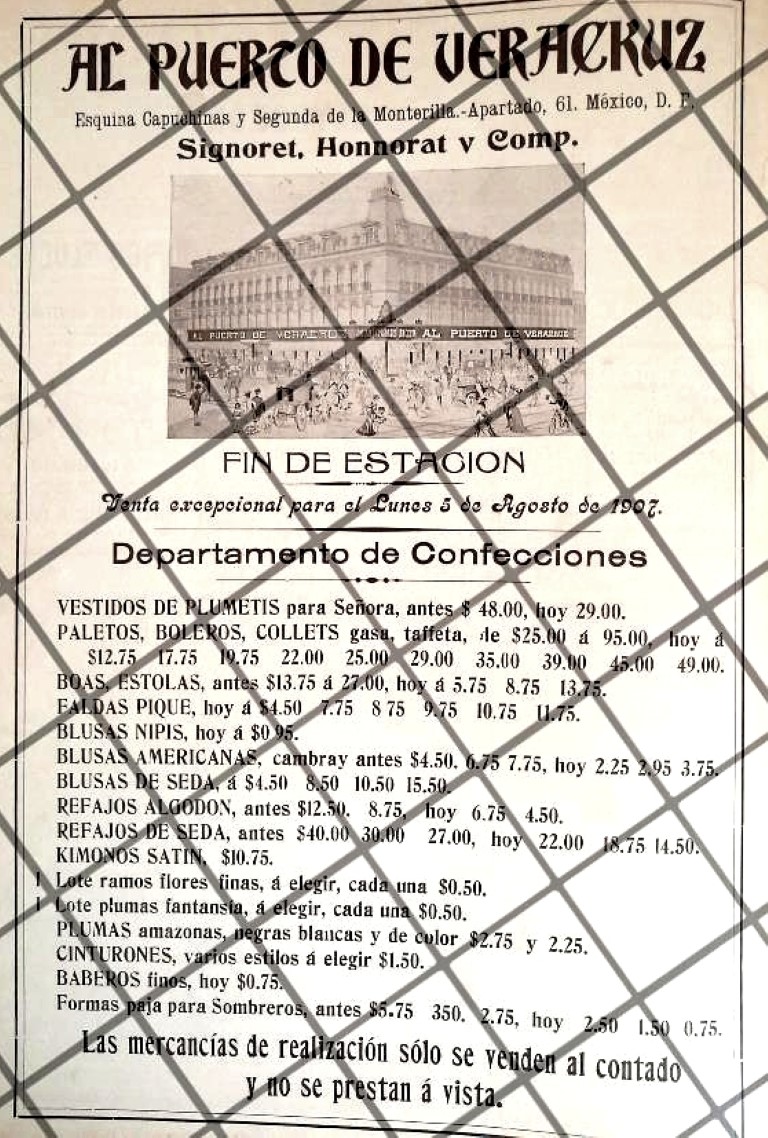 AL PUERTO DE VERACRUZ
Esquina Capuchinas y Segunda de la Monterilla.-Apartado, 61. México, D. F.
Signoret, Honnorat y Comp.
AL PUERTO DE VERACRUZ AL PUERTO DE VERACRUZ
FIN DE ESTACION
Venta excepcional para el Lunes 5 de Agosto de 1907.
Departamento de Confecciones
VESTIDOS DE PLUMETIS para Señora, antes $ 48.00, hoy 29.00.
PALETOS, BOLEROS, COLLETS gasa, taffeta, de $25.00 á 95.00, hoy á
$12.75 17.75 19.75 22.00 25.00 29.00 35.00 39.00 45.00 49.00.
BOAS, ESTOLAS, antes $13.75 á 27.00, hoy á 5.75 8.75 13.75.
FALDAS PIQUE, hoy á $4.50 7.75 8 75 9.75 10.75 11.75.
BLUSAS NIPIS, hoy á $0 95.
BLUSAS AMERICANAS, cambray antes $4.50. 6.75 7.75, hoy 2.25 2.95 3.75.
BLUSAS DE SEDA, á $4.50 8.50 10.50 15.50.
REFAJOS ALGODON, antes $12.50. 8.75, hoy 6.75 4.50.
REFAJOS DE SEDA, antes $40.00 30.00 27.00, hoy 22.00 18.75 14.50.
KIMONOS SATIN, $10.75.
1 Lote ramos flores finas, á elegir, cada una $0.50.
1 Lote plumas fantansía, á elegir, cada una $0.50.
PLUMAS amazonas, negras blancas y de color $2.75 y 2.25.
CINTURONES, varios estilos á elegir $1.50.
BABEROS finos, hoy $0.75.
Formas paja para Sombreros, antes $5.75 350. 2.75, hoy 2.50 1.50 0.75.
Las mercancías de realización sólo se venden al contado
y no se prestan á vista.